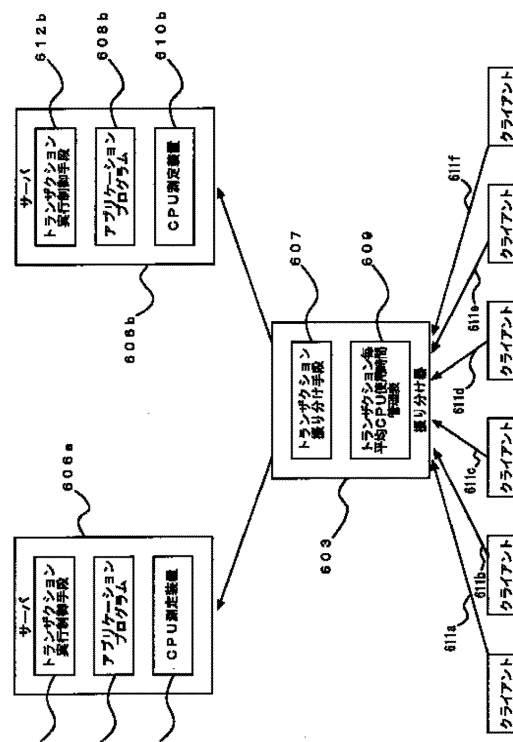 サーバ
トランザクション
実行制御手段
アプリケーション
プログラム
CPU測定装置
606a
サーバ
トランザクション
実行制御手段
アプリケーション
プログラム
CPU測定装置
612b
608b
610b
606b
トランザクション
振り分け手段
トランザクション毎
平均CPU使用時間
管理表
振り分け器
607
609
603
611a
611b
611c
611d
611e
611f
クライアント
クライアント
クライアント
クライアント
クライアント
クライアント